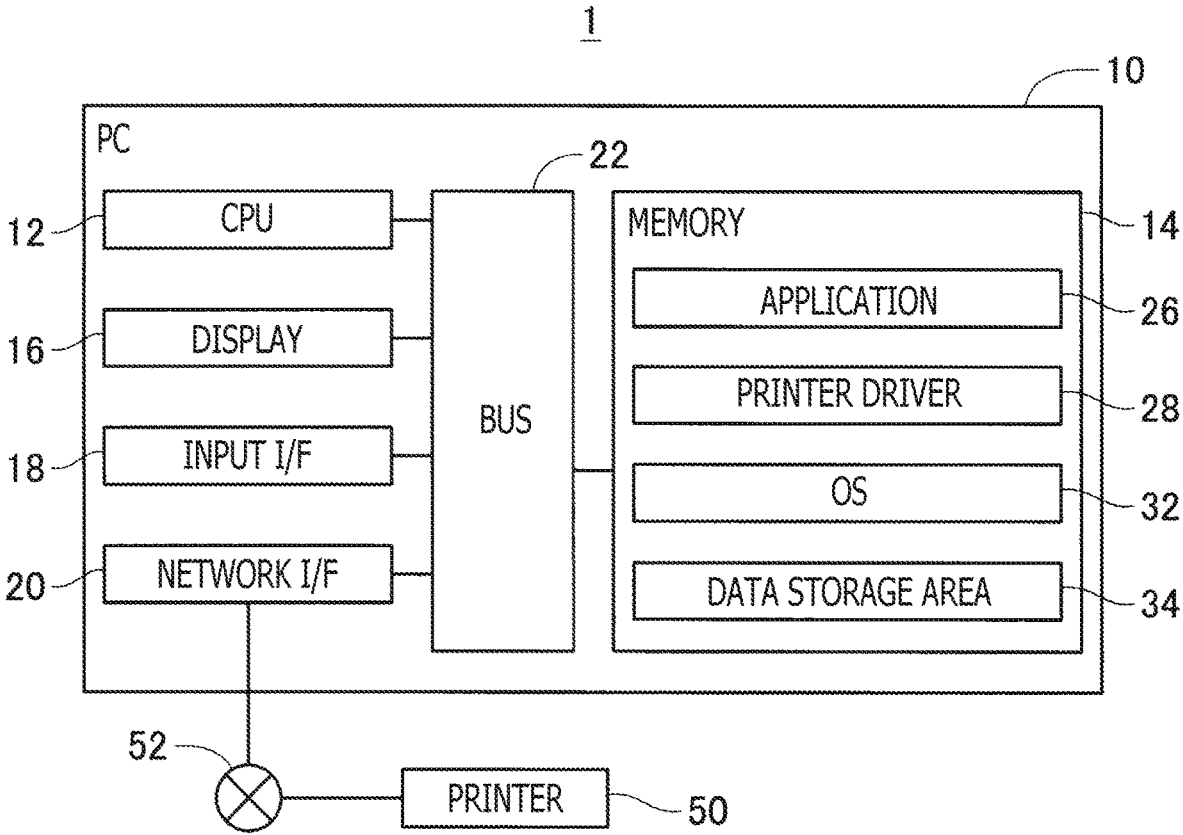 1
10
PC
22
12
CPU
MEMORY
14
APPLICATION
26
16
DISPLAY
PRINTER DRIVER
28
BUS
18
INPUT I/F
OS
32
20
NETWORK I/F
DATA STORAGE AREA
34
52
PRINTER
50